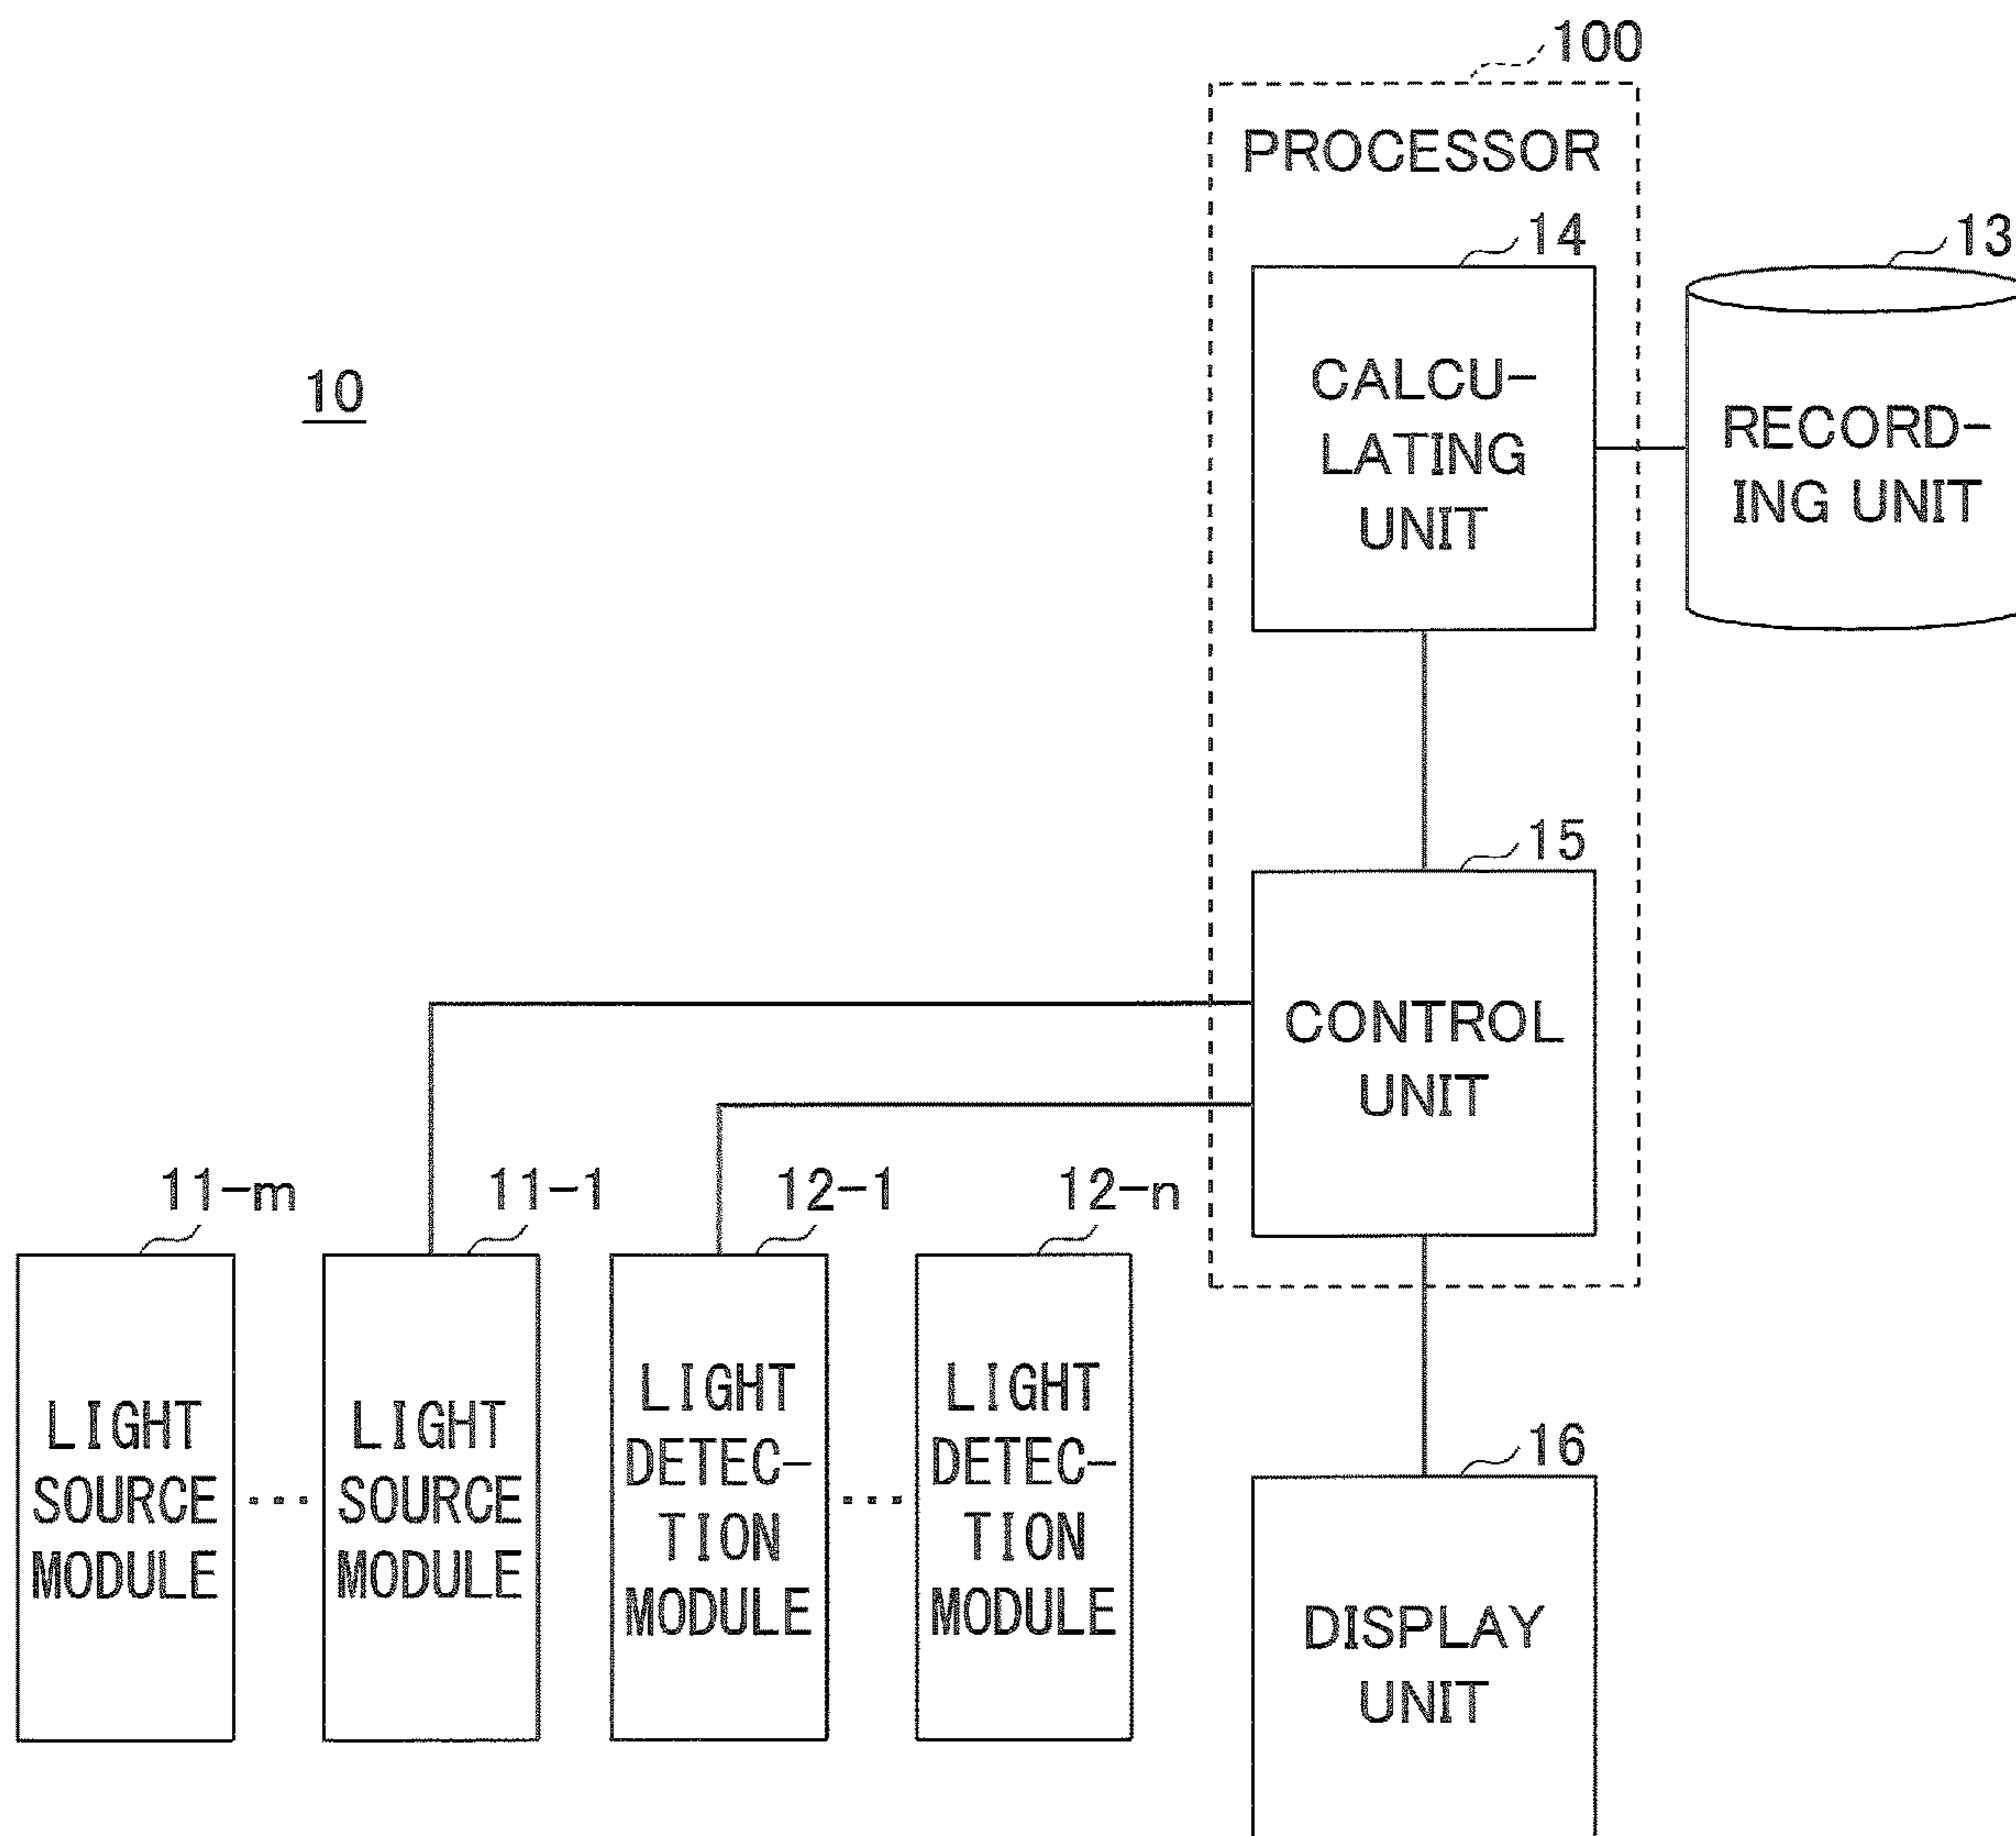 100
PROCESSOR
14
13
CALCU-
LATING
UNIT
RECORD-
ING UNIT
10
15
CONTROL
UNIT
11-m
11-1
12-1
12-n
LIGHT
SOURCE
MODULE
...
LIGHT
SOURCE
MODULE
LIGHT
DETEC-
TION
MODULE
...
LIGHT
DETEC-
TION
MODULE
16
DISPLAY
UNIT